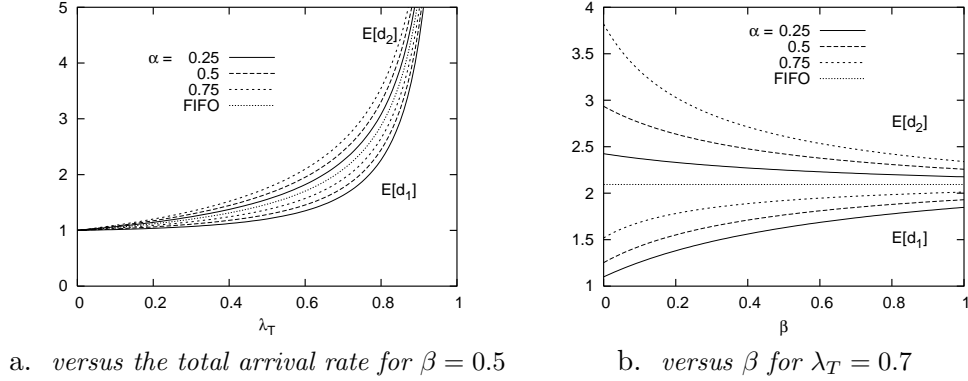 5
4
3
2
1
0
0
0.2
0.4
0.6
0.8
1
λ_T
α = 0.25
0.5
0.75
FIFO
E[d₂]
E[d₁]
4
3.5
3
2.5
2
1.5
1
0
0.2
0.4
0.6
0.8
1
β
α = 0.25
0.5
0.75
FIFO
E[d₂]
E[d₁]
a. versus the total arrival rate for β = 0.5
b. versus β for λ_T = 0.7